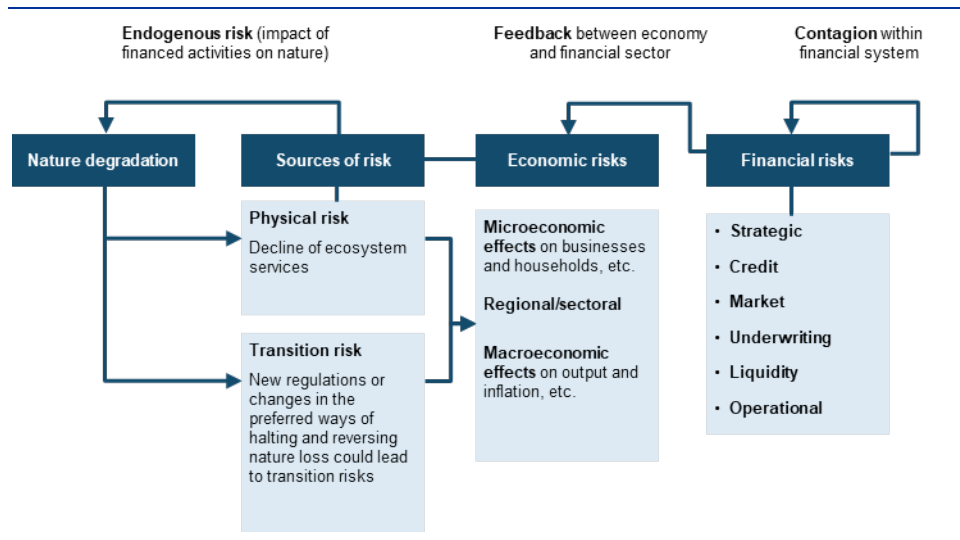 Endogenous risk (impact of
financed activities on nature)
Feedback between economy
and financial sector
Contagion within
financial system
Nature degradation
Sources of risk
Economic risks
Financial risks
Physical risk
Decline of ecosystem
services
Transition risk
New regulations or
changes in the
preferred ways of
halting and reversing
nature loss could lead
to transition risks
Microeconomic
effects on businesses
and households, etc.
Regional/sectoral
Macroeconomic
effects on output and
inflation, etc.
• Strategic
• Credit
• Market
• Underwriting
• Liquidity
• Operational